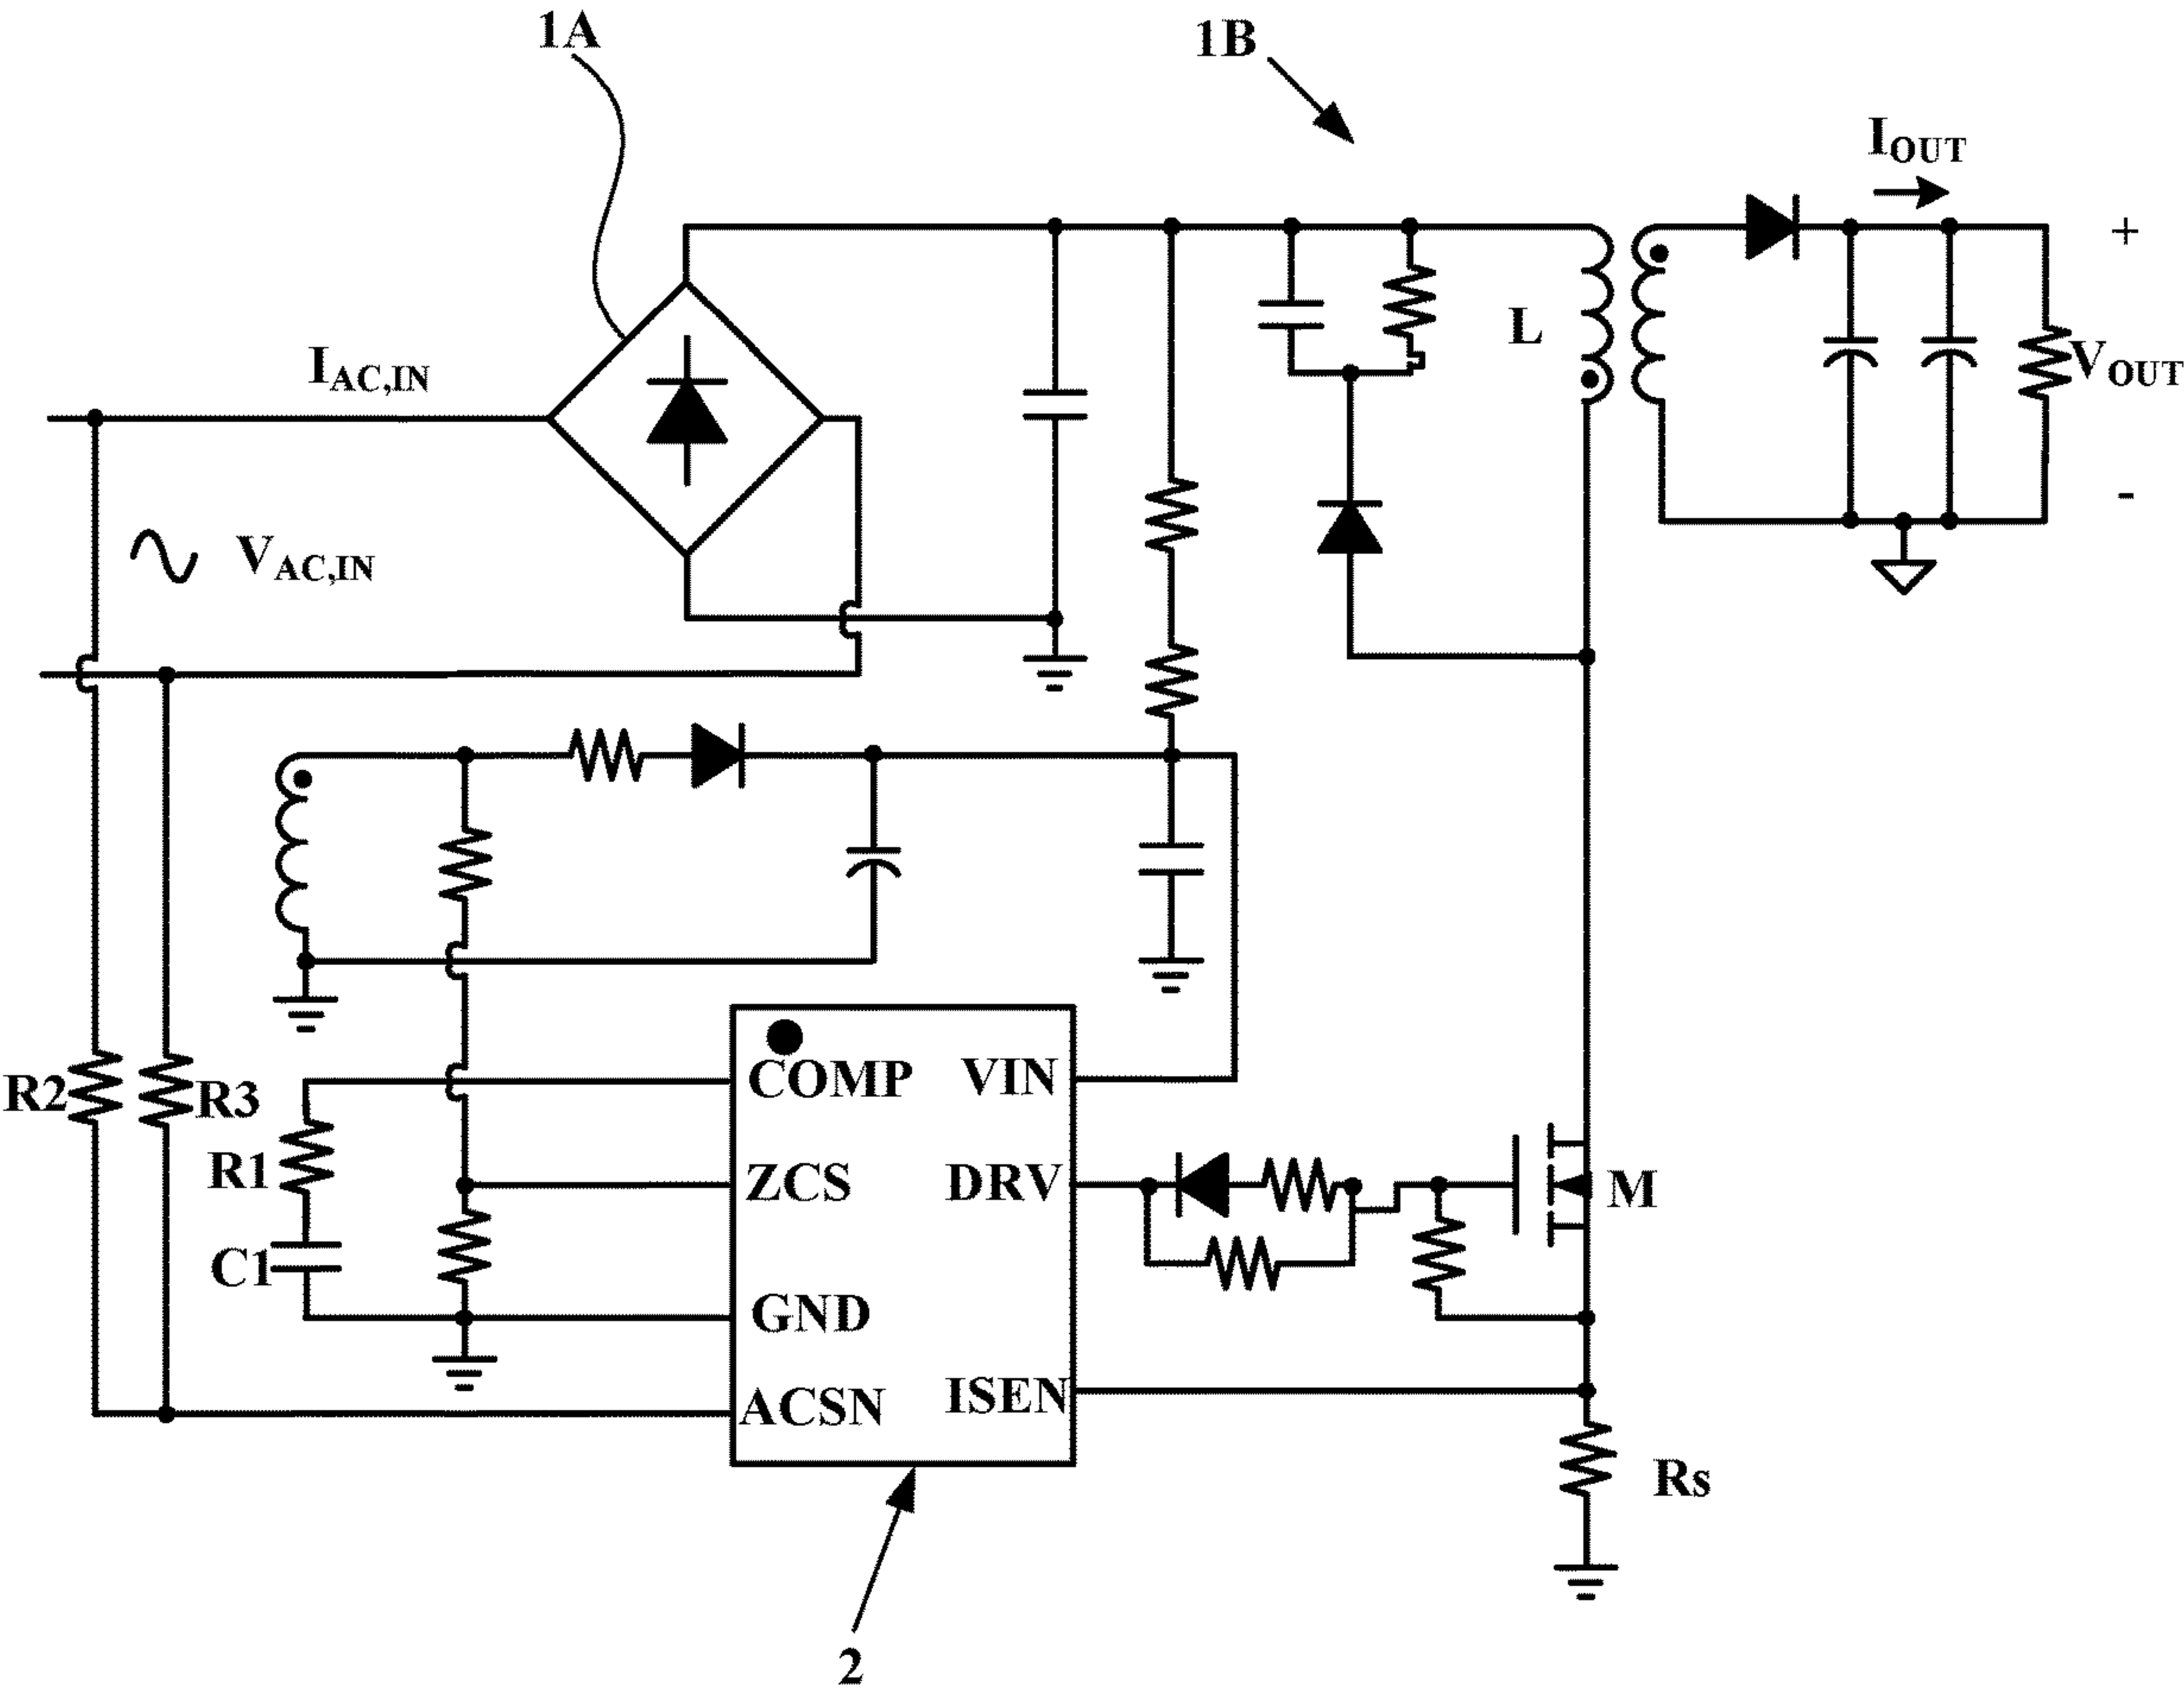 1A
1B
IOUT
+
L
IAC,IN
VOUT
VAC,IN
-
COMP
VIN
R2
R3
R1
ZCS
DRV
M
C1
GND
ISEN
ACSN
Rs
2